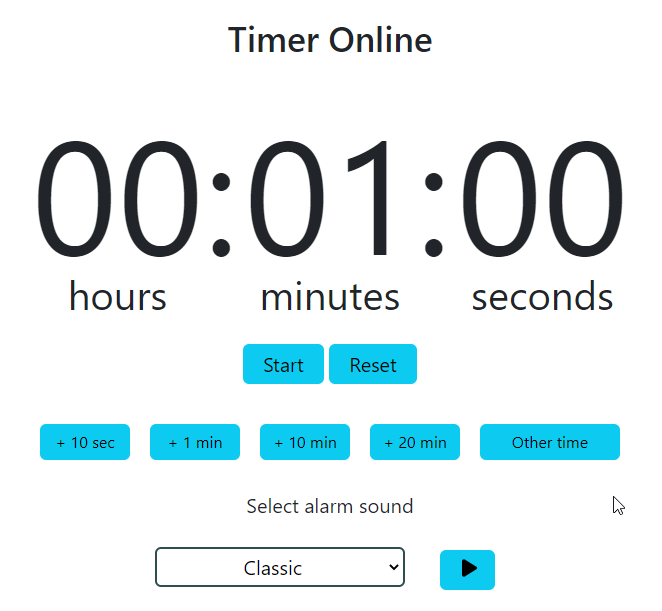 Timer Online
00:01:00
hours minutes seconds
Start Reset
+ 10 sec + 1 min + 10 min + 20 min Other time
Select alarm sound
Classic